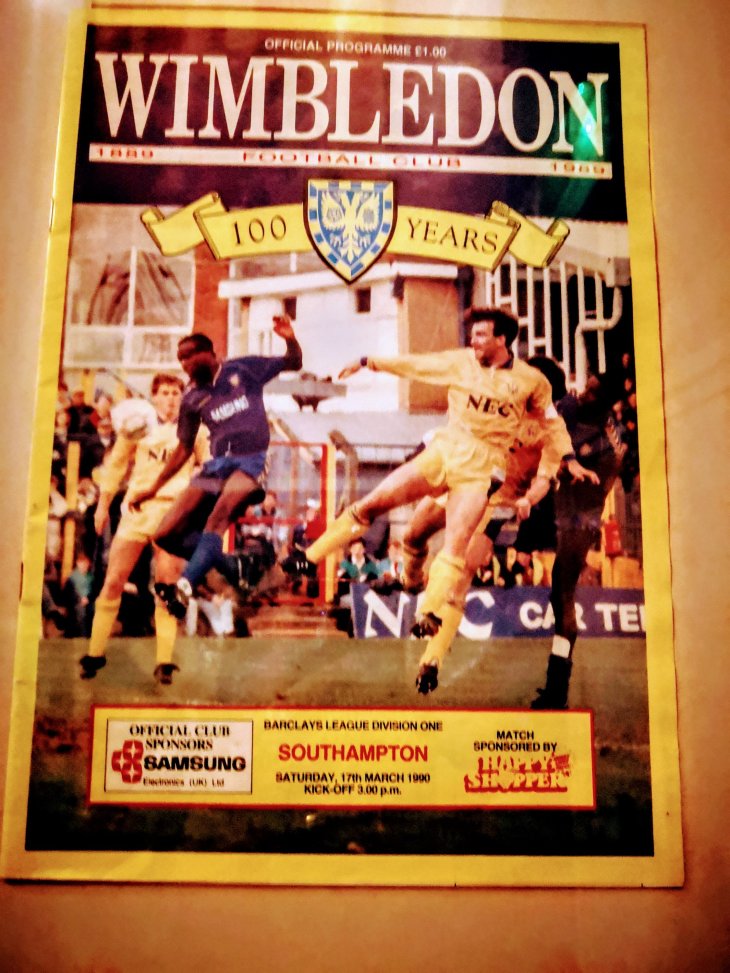 OFFICIAL PROGRAMME £1.00
WIMBLEDON
1889 FOOTBALL CLUB 1989
100 YEARS
SAMSUNG
NEC
NEC
NEC CAR TEL
OFFICIAL CLUB
SPONSORS
SAMSUNG
Electronics (UK) Ltd
BARCLAYS LEAGUE DIVISION ONE
SOUTHAMPTON
SATURDAY, 17th MARCH 1990
KICK-OFF 3.00 p.m.
MATCH
SPONSORED BY
HAPPY
SHOPPER